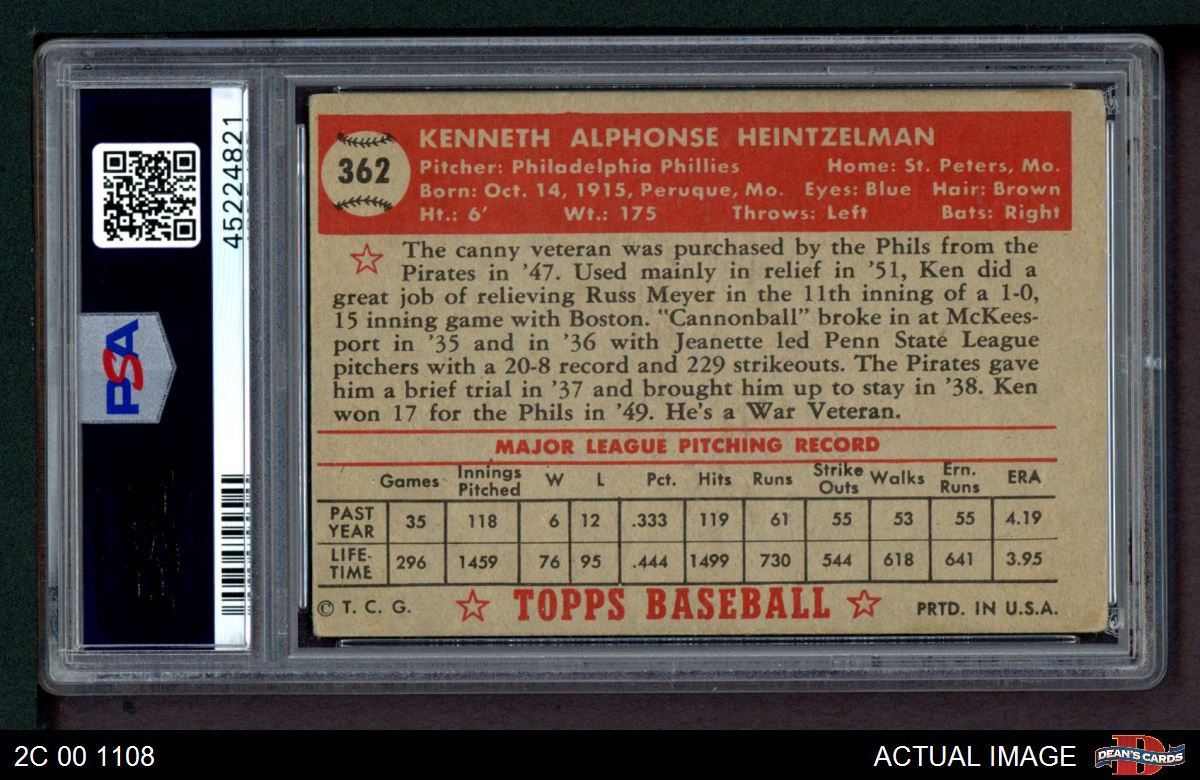 45224821
PSA
362
KENNETH ALPHONSE HEINTZELMAN
Pitcher: Philadelphia Phillies Home: St. Peters, Mo.
Born: Oct. 14, 1915, Peruque, Mo. Eyes: Blue Hair: Brown
Ht.: 6' Wt.: 175 Throws: Left Bats: Right
The canny veteran was purchased by the Phils from the
Pirates in '47. Used mainly in relief in '51, Ken did a
great job of relieving Russ Meyer in the 11th inning of a 1-0,
15 inning game with Boston. "Cannonball" broke in at McKees-
port in '35 and in '36 with Jeanette led Penn State League
pitchers with a 20-8 record and 229 strikeouts. The Pirates gave
him a brief trial in '37 and brought him up to stay in '38. Ken
won 17 for the Phils in '49. He's a War Veteran.
MAJOR LEAGUE PITCHING RECORD
Games Innings Pitched W L Pct. Hits Runs Strike Outs Walks Ern. Runs ERA
PAST YEAR 35 118 6 12 .333 119 61 55 53 55 4.19
LIFE-TIME 296 1459 76 95 .444 1499 730 544 618 641 3.95
© T. C. G. TOPPS BASEBALL PRTD. IN U.S.A.
2C 00 1108 ACTUAL IMAGE DEAN'S CARDS